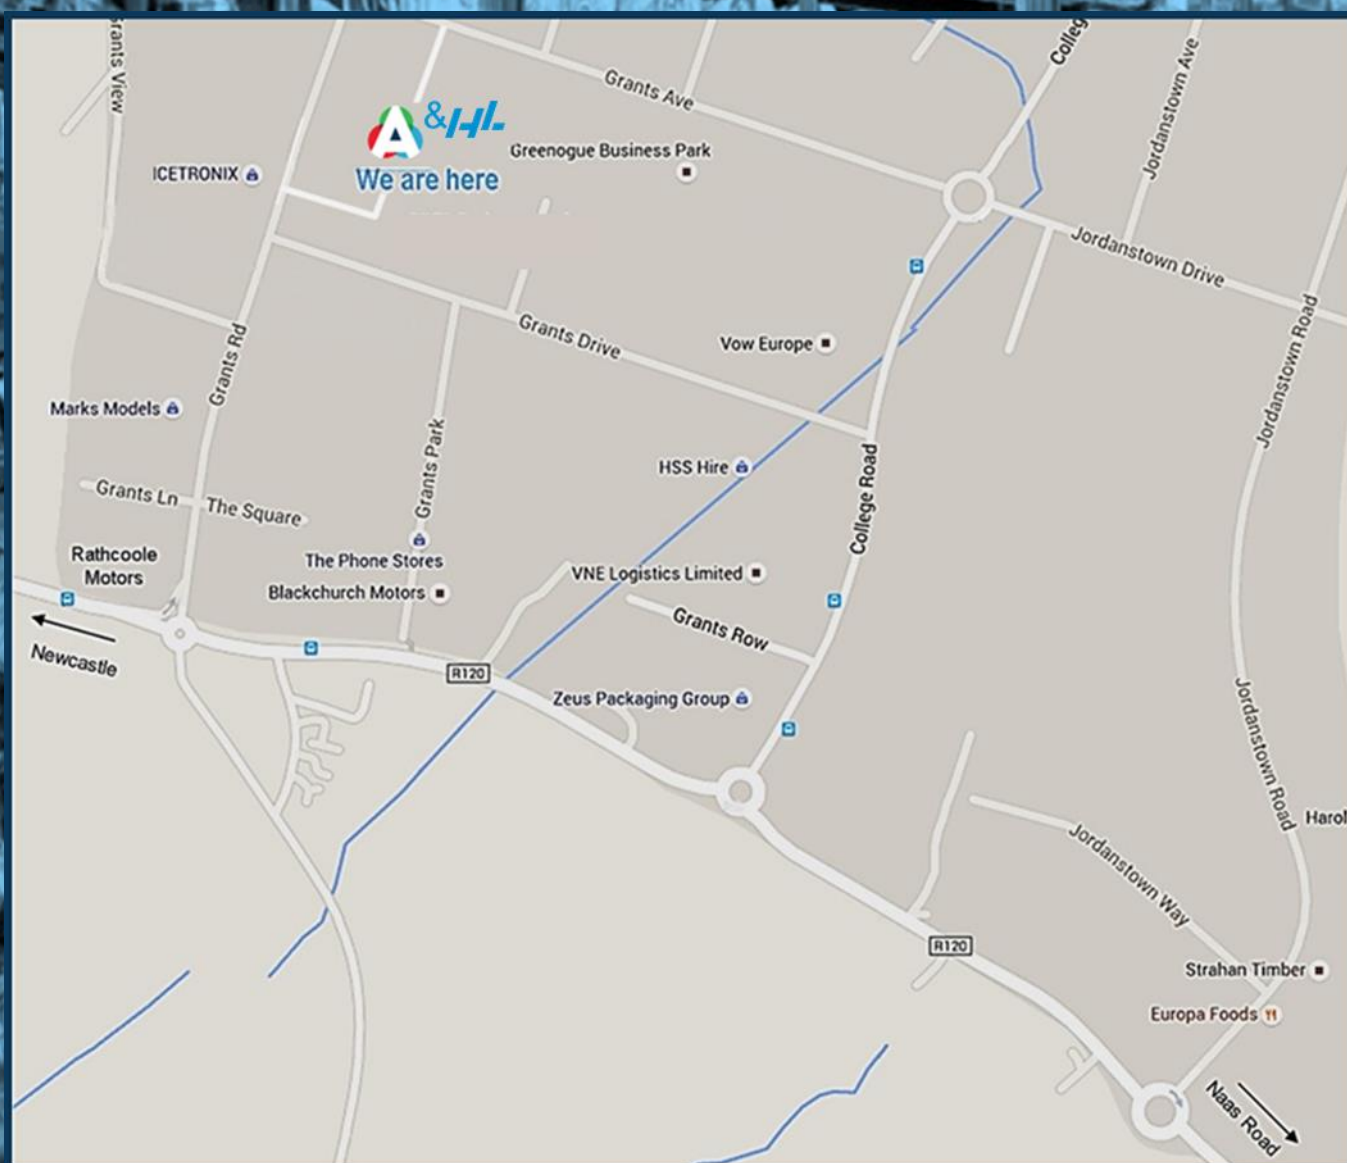 Grants View
Colleg
Grants Ave
Jordanstown Ave
A & HL
Greenogue Business Park
ICETRONIX
We are here
Jordanstown Drive
Grants Drive
Vow Europe
Grants Rd
Jordanstown Road
Marks Models
Grants Park
HSS Hire
College Road
Grants Ln
The Square
Rathcoole
Motors
The Phone Stores
Blackchurch Motors
VNE Logistics Limited
Grants Row
Newcastle
R120
Zeus Packaging Group
Jordanstown Road
Harol
Jordanstown Way
R120
Strahan Timber
Europa Foods
Naas Road